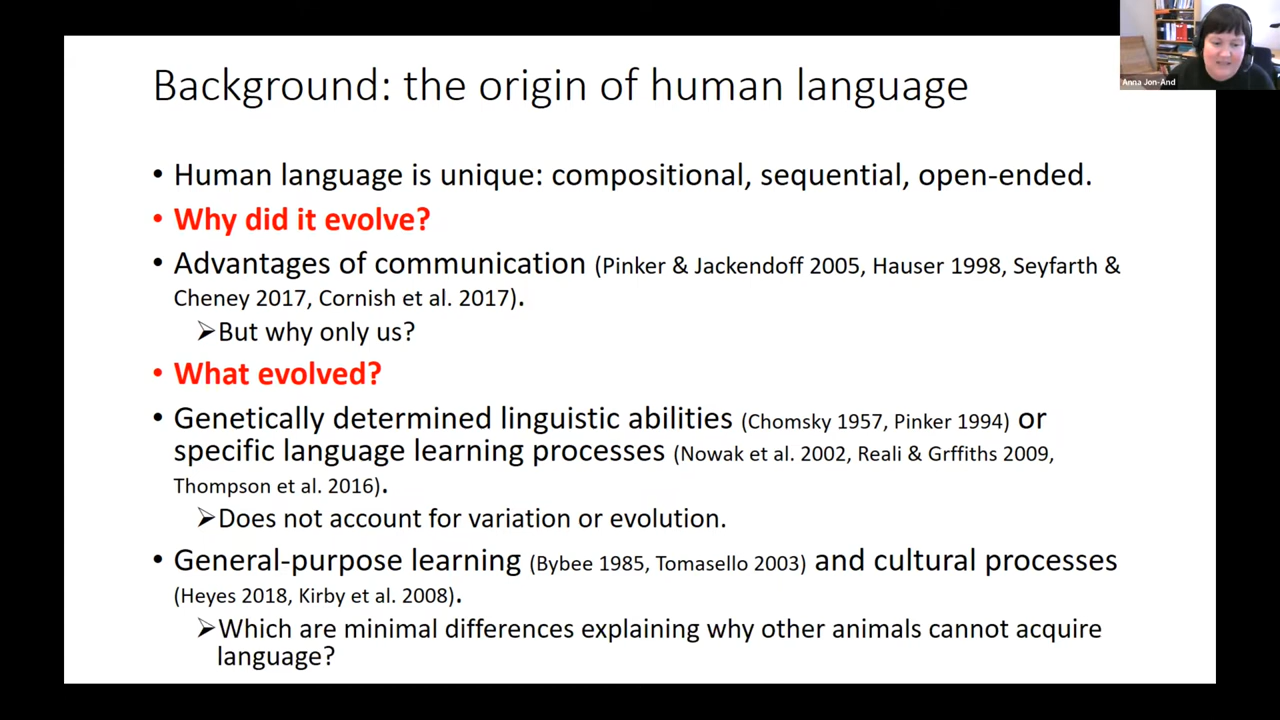 Background: the origin of human language
Anna Jon-And
• Human language is unique: compositional, sequential, open-ended.
• Why did it evolve?
• Advantages of communication (Pinker & Jackendoff 2005, Hauser 1998, Seyfarth &
Cheney 2017, Cornish et al. 2017).
➢But why only us?
• What evolved?
• Genetically determined linguistic abilities (Chomsky 1957, Pinker 1994) or
specific language learning processes (Nowak et al. 2002, Reali & Grffiths 2009,
Thompson et al. 2016).
➢Does not account for variation or evolution.
• General-purpose learning (Bybee 1985, Tomasello 2003) and cultural processes
(Heyes 2018, Kirby et al. 2008).
➢Which are minimal differences explaining why other animals cannot acquire
language?